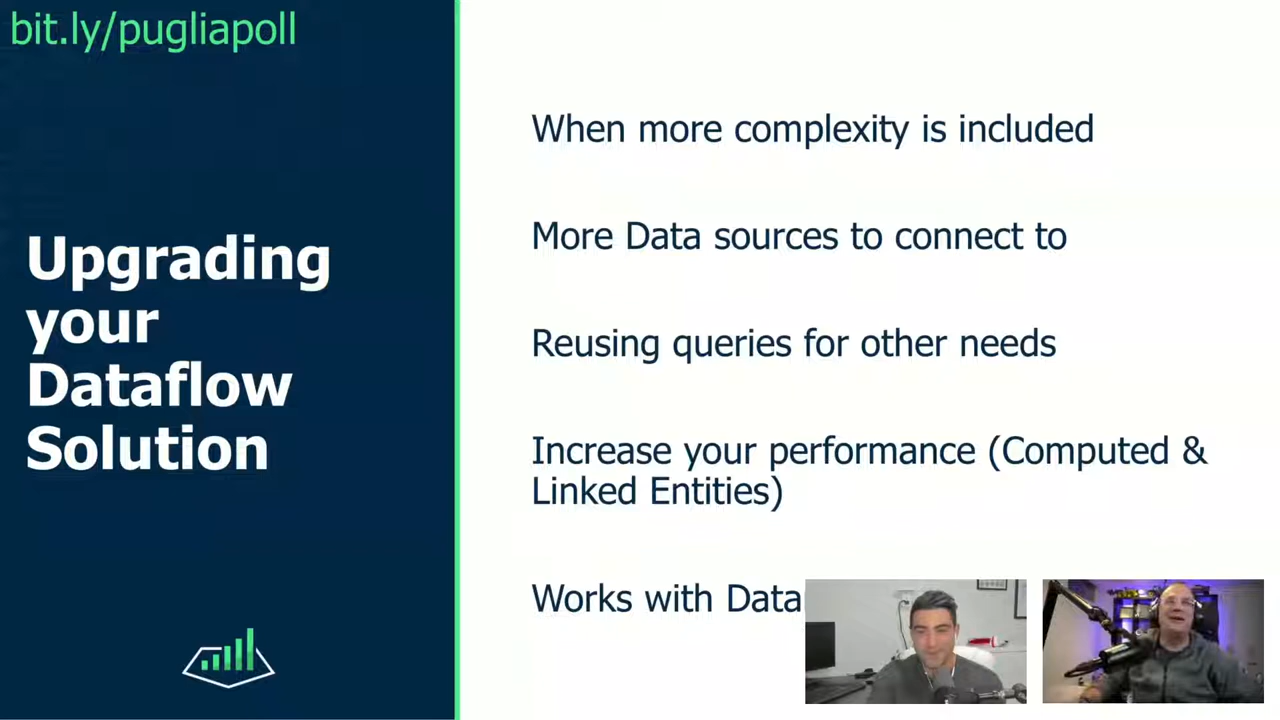 bit.ly/pugliapoll
Upgrading
your
Dataflow
Solution
When more complexity is included
More Data sources to connect to
Reusing queries for other needs
Increase your performance (Computed &
Linked Entities)
Works with Data